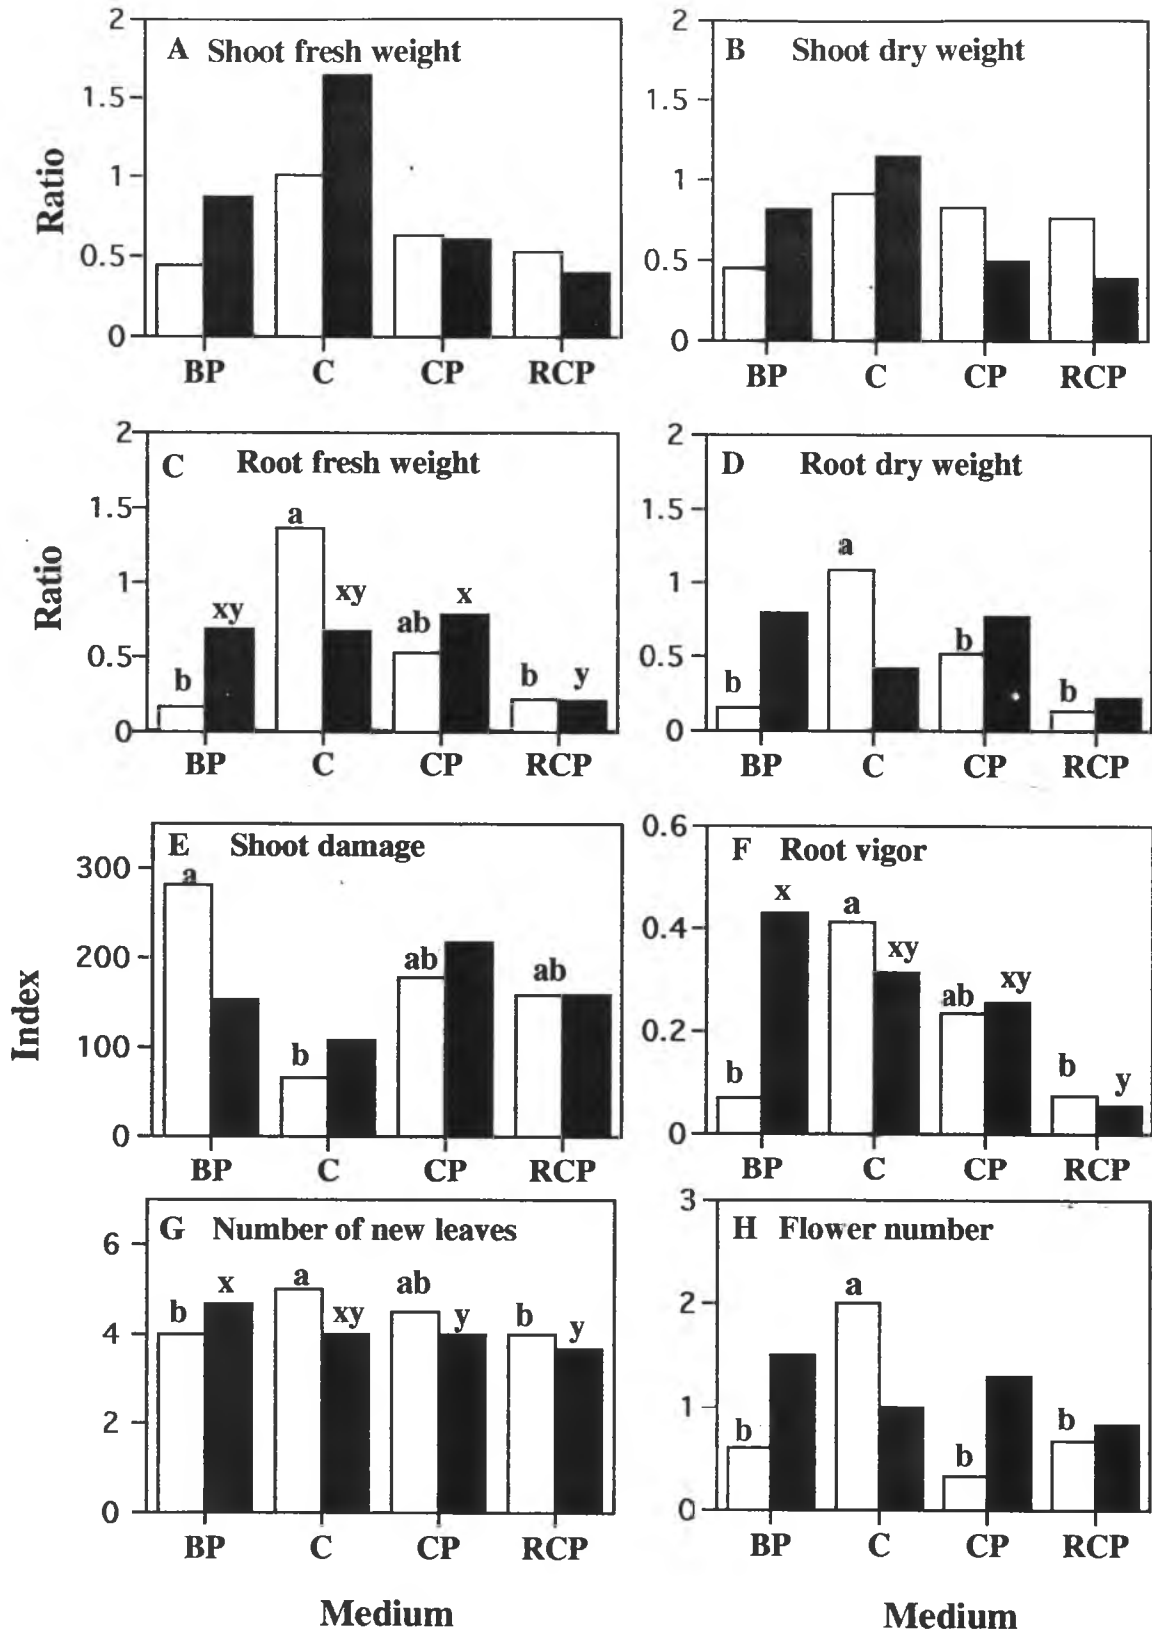 A Shoot fresh weight
2
1.5
1
0.5
0
Ratio
BP C CP RCP
B Shoot dry weight
2
1.5
1
0.5
0
BP C CP RCP
C Root fresh weight
2
1.5
1
0.5
0
Ratio
b xy a xy ab x b y
BP C CP RCP
D Root dry weight
2
1.5
1
0.5
0
b a b b
BP C CP RCP
E Shoot damage
300
200
100
0
Index
a b ab ab
BP C CP RCP
F Root vigor
0.6
0.4
0.2
0
b x a xy ab xy b y
BP C CP RCP
G Number of new leaves
6
4
2
0
b x a xy ab y b y
BP C CP RCP
Medium
H Flower number
3
2
1
0
b a b b
BP C CP RCP
Medium